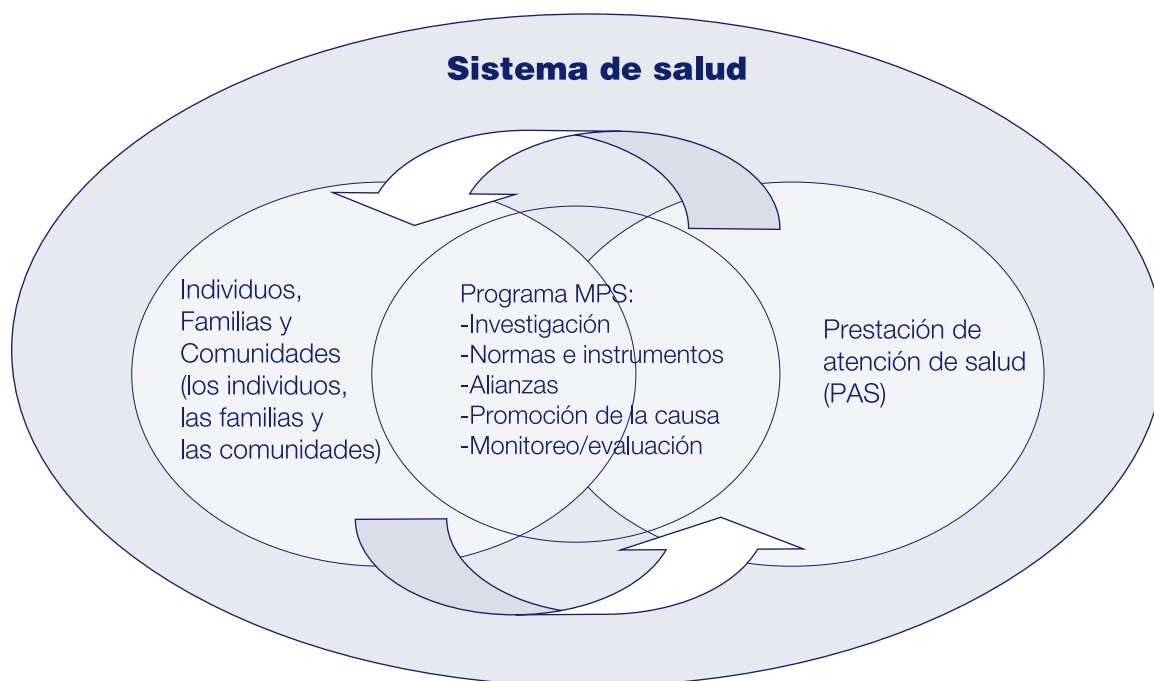 Sistema de salud
Individuos,
Familias y
Comunidades
(los individuos,
las familias y
las comunidades)
Programa MPS:
-Investigación
-Normas e instrumentos
-Alianzas
-Promoción de la causa
-Monitoreo/evaluación
Prestación de
atención de salud
(PAS)